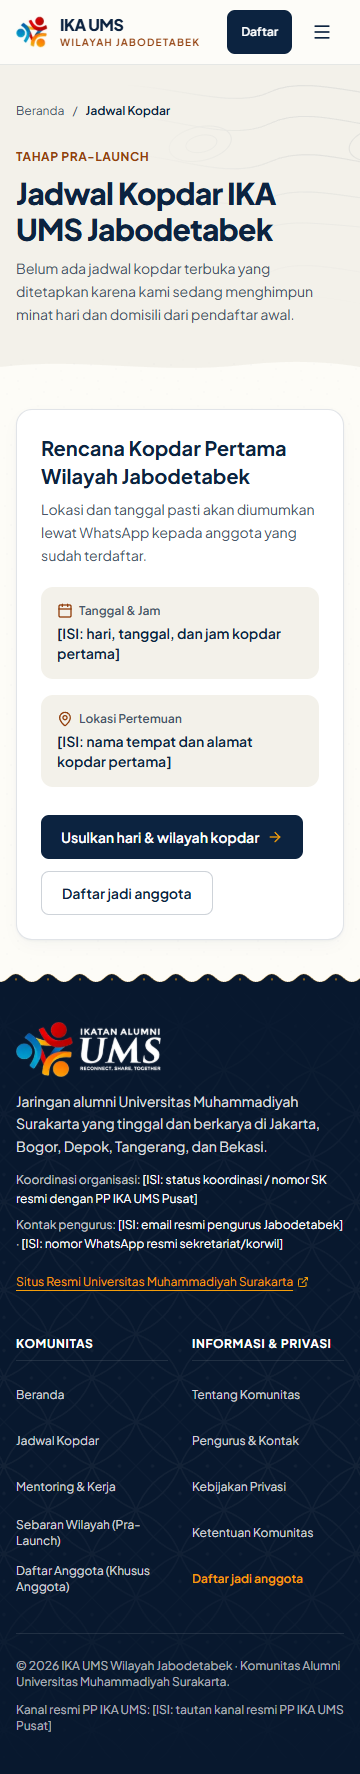 IKA UMS
WILAYAH JABODETABEK
Daftar
Beranda / Jadwal Kopdar
TAHAP PRA-LAUNCH
Jadwal Kopdar IKA
UMS Jabodetabek
Belum ada jadwal kopdar terbuka yang
ditetapkan karena kami sedang menghimpun
minat hari dan domisili dari pendaftar awal.
Rencana Kopdar Pertama
Wilayah Jabodetabek
Lokasi dan tanggal pasti akan diumumkan
lewat WhatsApp kepada anggota yang
sudah terdaftar.
Tanggal & Jam
[ISI: hari, tanggal, dan jam kopdar
pertama]
Lokasi Pertemuan
[ISI: nama tempat dan alamat
kopdar pertama]
Usulkan hari & wilayah kopdar
Daftar jadi anggota
IKATAN ALUMNI
UMS
RECONNECT. SHARE. TOGETHER
Jaringan alumni Universitas Muhammadiyah
Surakarta yang tinggal dan berkarya di Jakarta,
Bogor, Depok, Tangerang, dan Bekasi.
Koordinasi organisasi: [ISI: status koordinasi / nomor SK
resmi dengan PP IKA UMS Pusat]
Kontak pengurus: [ISI: email resmi pengurus Jabodetabek]
· [ISI: nomor WhatsApp resmi sekretariat/korwil]
Situs Resmi Universitas Muhammadiyah Surakarta
KOMUNITAS
Beranda
Jadwal Kopdar
Mentoring & Kerja
Sebaran Wilayah (Pra-
Launch)
Daftar Anggota (Khusus
Anggota)
INFORMASI & PRIVASI
Tentang Komunitas
Pengurus & Kontak
Kebijakan Privasi
Ketentuan Komunitas
Daftar jadi anggota
© 2026 IKA UMS Wilayah Jabodetabek · Komunitas Alumni
Universitas Muhammadiyah Surakarta.
Kanal resmi PP IKA UMS: [ISI: tautan kanal resmi PP IKA UMS
Pusat]